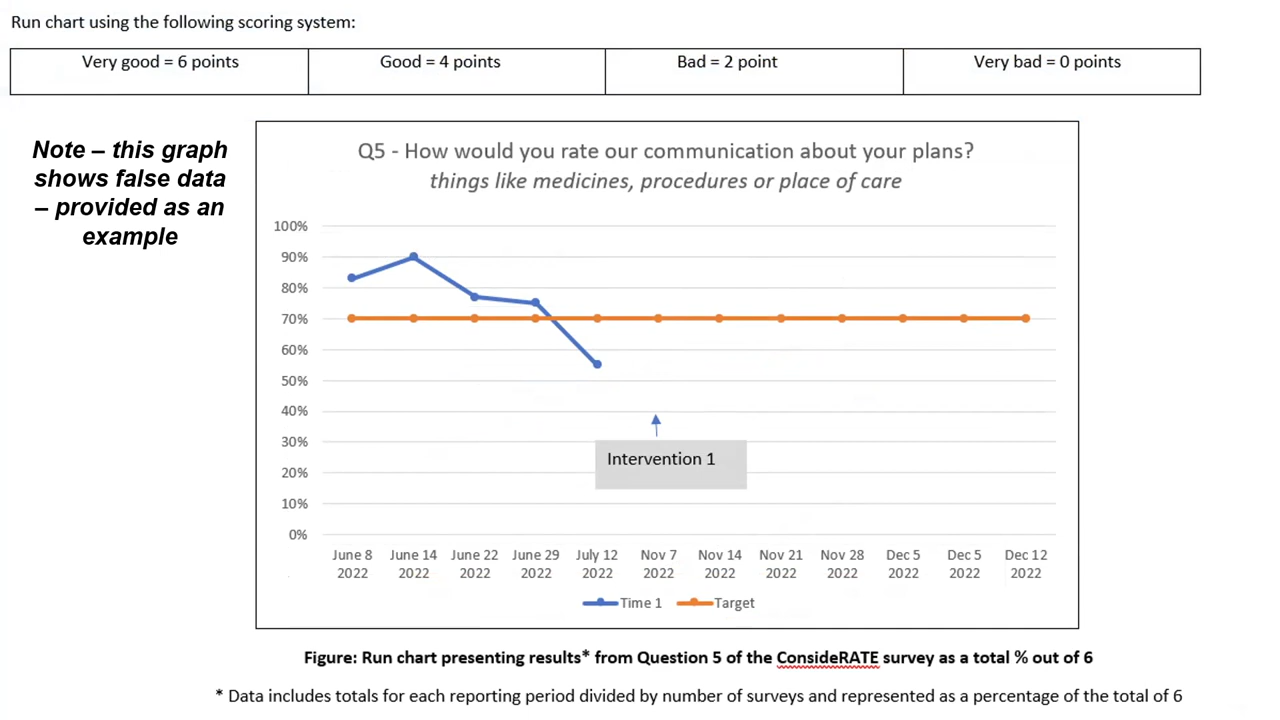 Run chart using the following scoring system:
Very good = 6 points
Good = 4 points
Bad = 2 point
Very bad = 0 points
Note – this graph
shows false data
– provided as an
example
Q5 - How would you rate our communication about your plans?
things like medicines, procedures or place of care
100%
90%
80%
70%
60%
50%
40%
30%
20%
10%
0%
Intervention 1
June 8
2022
June 14
2022
June 22
2022
June 29
2022
July 12
2022
Nov 7
2022
Nov 14
2022
Nov 21
2022
Nov 28
2022
Dec 5
2022
Dec 5
2022
Dec 12
2022
Time 1
Target
Figure: Run chart presenting results* from Question 5 of the ConsideRATE survey as a total % out of 6
* Data includes totals for each reporting period divided by number of surveys and represented as a percentage of the total of 6